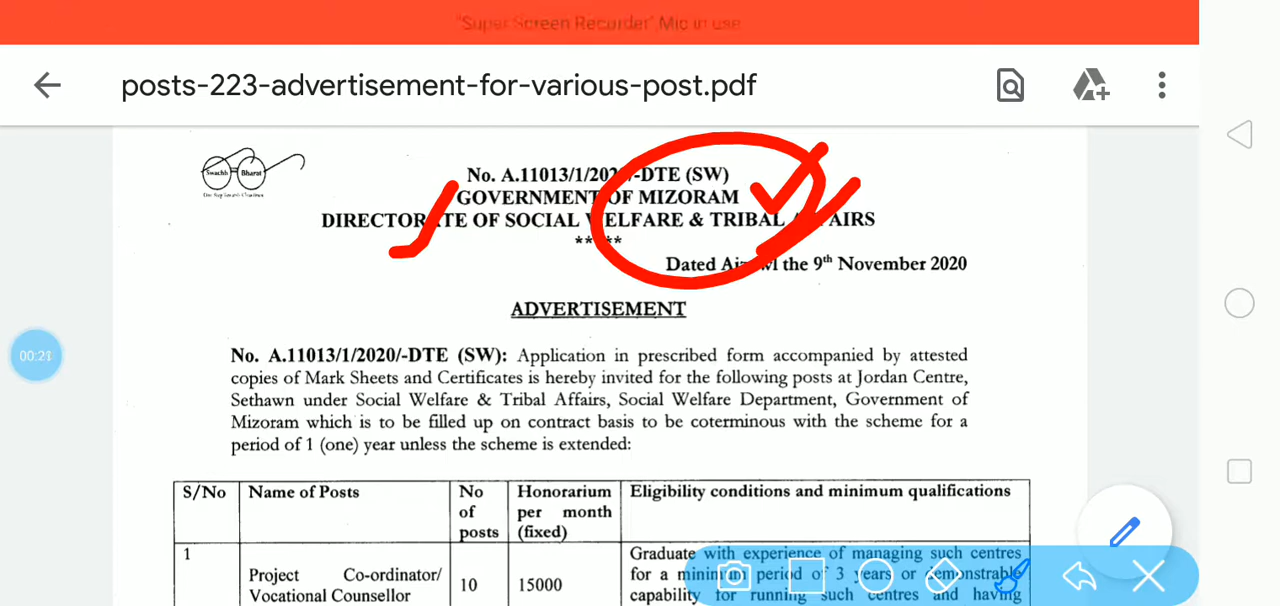 "Super Screen Recorder" Mic in use
posts-223-advertisement-for-various-post.pdf
Swachh Bharat
No. A.11013/1/2020/-DTE (SW)
GOVERNMENT OF MIZORAM
DIRECTORATE OF SOCIAL WELFARE & TRIBAL AFFAIRS
*****
Dated Aizawl the 9th November 2020
ADVERTISEMENT
00:21
No. A.11013/1/2020/-DTE (SW): Application in prescribed form accompanied by attested
copies of Mark Sheets and Certificates is hereby invited for the following posts at Jordan Centre,
Sethawn under Social Welfare & Tribal Affairs, Social Welfare Department, Government of
Mizoram which is to be filled up on contract basis to be coterminous with the scheme for a
period of 1 (one) year unless the scheme is extended:
S/No Name of Posts No of posts Honorarium per month (fixed) Eligibility conditions and minimum qualifications
1 Project Co-ordinator/ Vocational Counsellor 10 15000
Graduate with experience of managing such centres
for a minimum period of 3 years or demonstrable
capability for running such centres and having